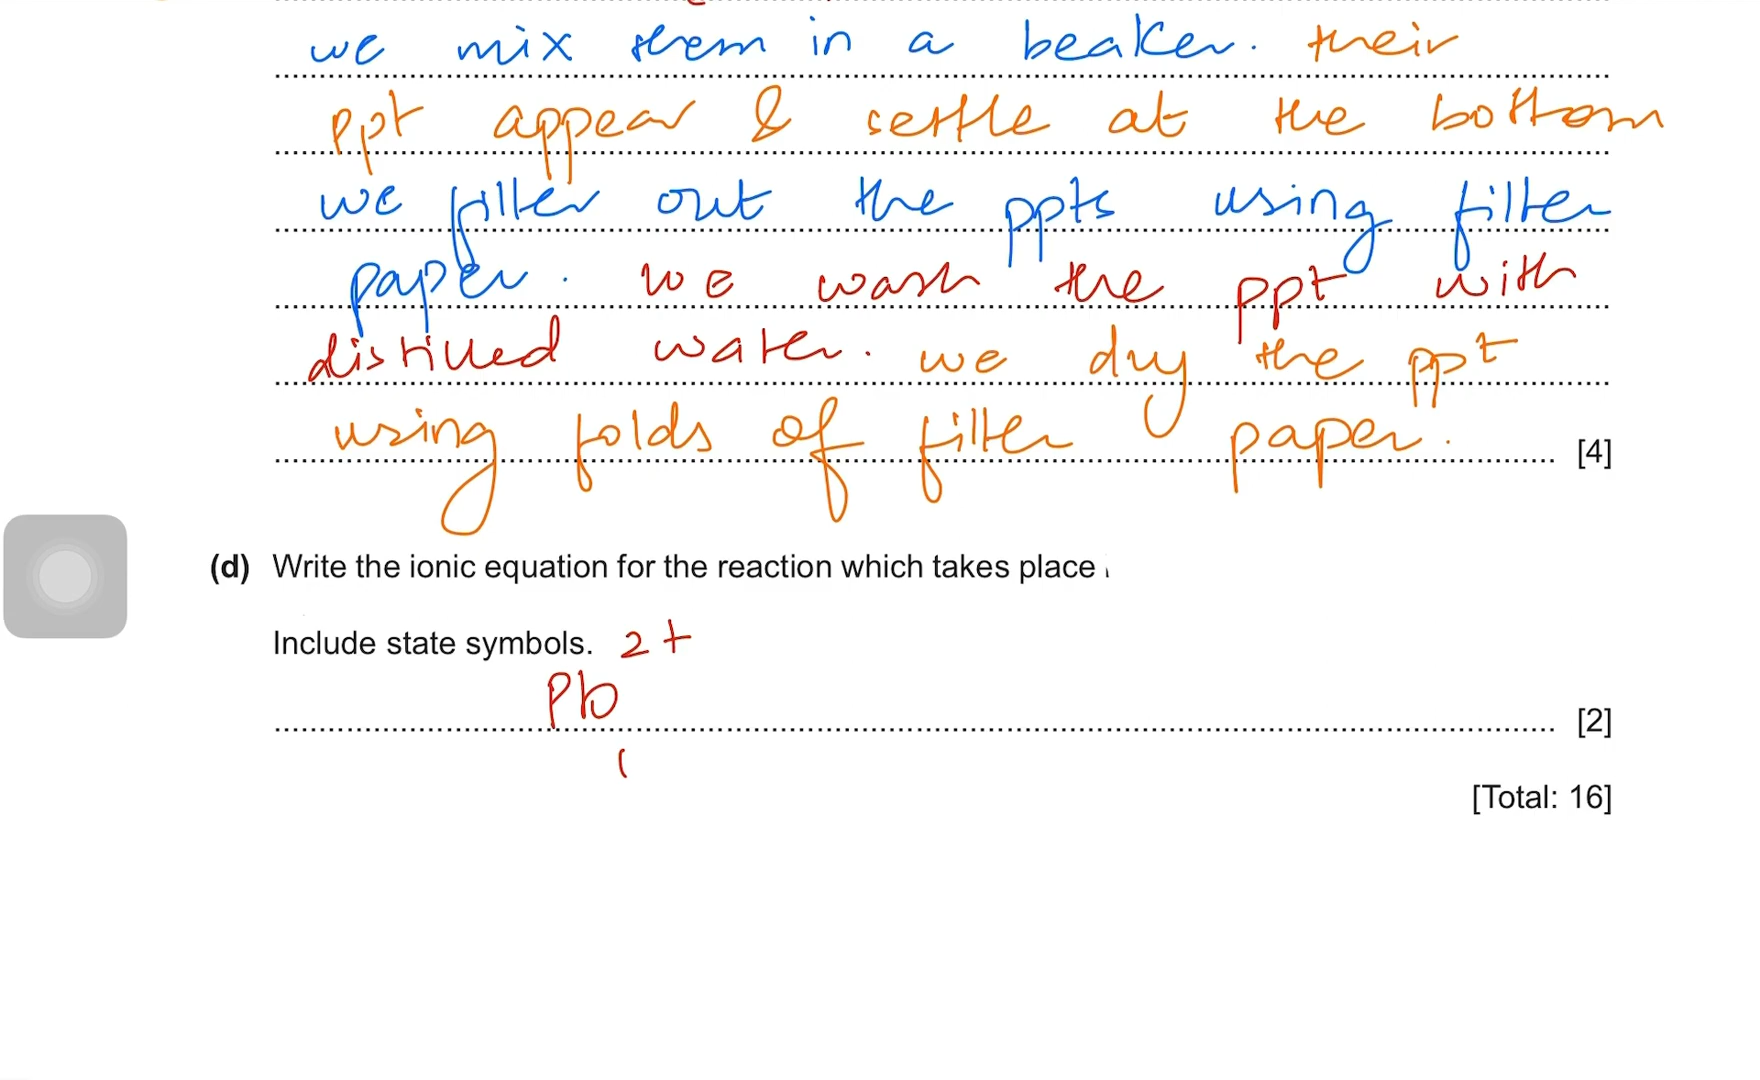 we mix them in a beaker. their
ppt appear & settle at the bottom
we filter out the ppts using filter
paper. we wash the ppt with
distilled water. we dry the ppt
using folds of filter paper. [4]
(d) Write the ionic equation for the reaction which takes place
Include state symbols. 2+
Pb [2]
(
[Total: 16]